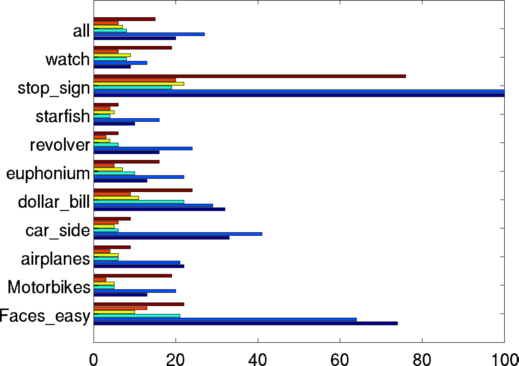 all
watch
stop_sign
starfish
revolver
euphonium
dollar_bill
car_side
airplanes
Motorbikes
Faces_easy
0 20 40 60 80 100